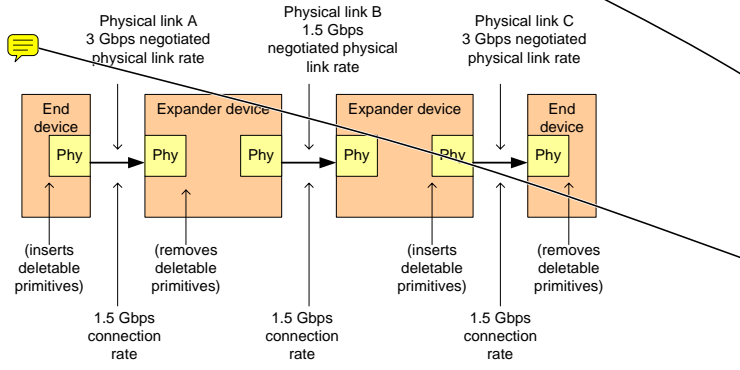 Physical link A
3 Gbps negotiated
physical link rate
Physical link B
1.5 Gbps
negotiated physical
link rate
Physical link C
3 Gbps negotiated
physical link rate
End
device
Phy
Expander device
Phy
Phy
Expander device
Phy
Phy
End
device
Phy
(inserts
deletable
primitives)
(removes
deletable
primitives)
(inserts
deletable
primitives)
(removes
deletable
primitives)
1.5 Gbps
connection
rate
1.5 Gbps
connection
rate
1.5 Gbps
connection
rate